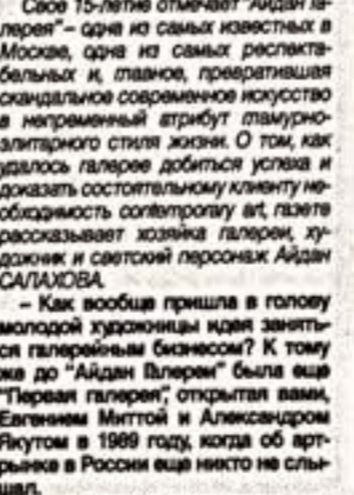 Свое 15-летие отмечает "Айдан га-
лерея" – одна из самых известных в
Москве, одна из самых респекта-
бельных и, главное, превратившая
скандальное современное искусство
в непременный атрибут гламурно-
элитарного стиля жизни. О том, как
удалось галерее добиться успеха и
доказать состоятельному клиенту не-
обходимость contemporary art, газете
рассказывает хозяйка галереи, ху-
дожник и светский персонаж Айдан
САЛАХОВА.
– Как вообще пришла в голову
молодой художницы идея занять-
ся галерейным бизнесом? К тому
же до "Айдан Галереи" была еще
"Первая галерея", открытая вами,
Евгением Миттой и Александром
Якутом в 1989 году, когда об арт-
рынке в России еще никто не слы-
шал.